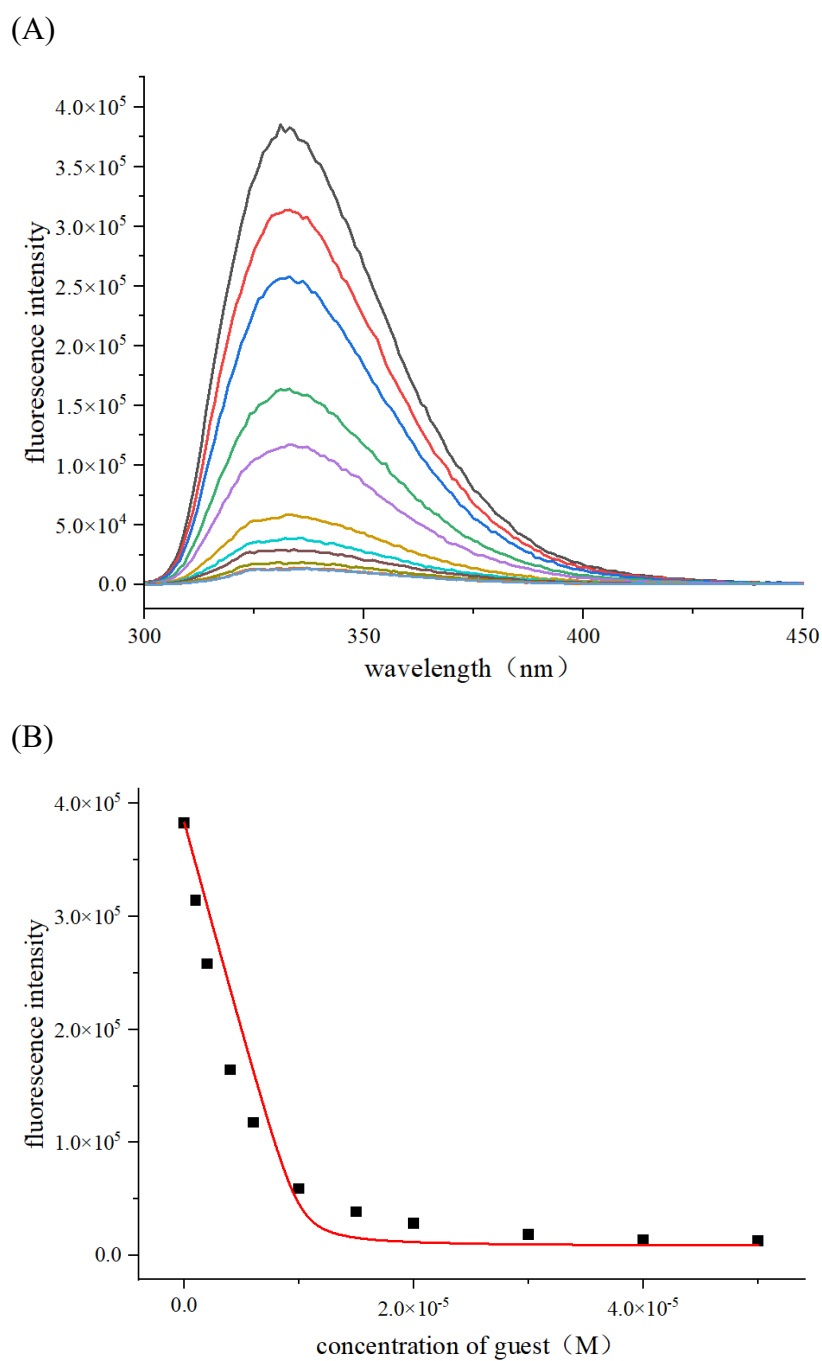 (A)
4.0×10⁵
3.5×10⁵
3.0×10⁵
2.5×10⁵
2.0×10⁵
1.5×10⁵
1.0×10⁵
5.0×10⁴
0.0
fluorescence intensity
300 350 400 450
wavelength（nm）
(B)
4.0×10⁵
3.0×10⁵
2.0×10⁵
1.0×10⁵
0.0
fluorescence intensity
0.0 2.0×10⁻⁵ 4.0×10⁻⁵
concentration of guest（M）